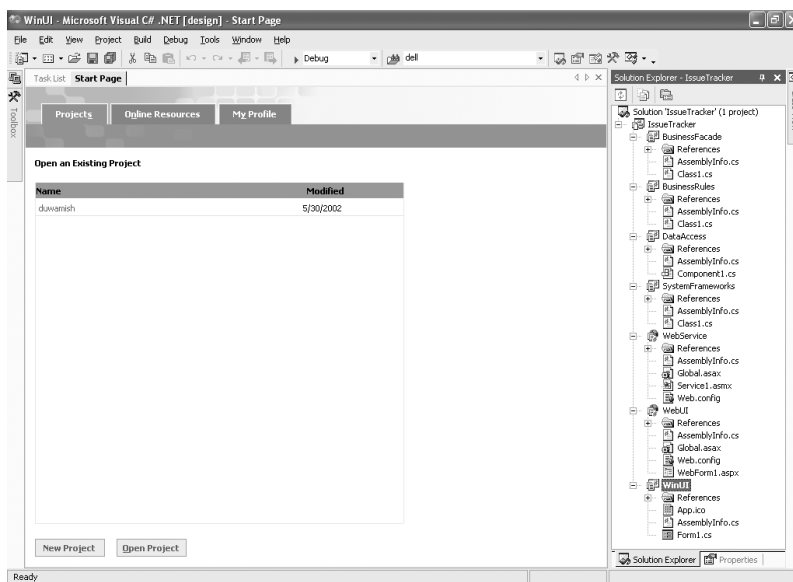 WinUI - Microsoft Visual C# .NET [design] - Start Page
File Edit View Project Build Debug Tools Window Help
Debug dell
Toolbox
Task List Start Page
Projects Online Resources My Profile
Open an Existing Project
Name Modified
duwamish 5/30/2002
New Project Open Project
Solution Explorer - IssueTracker
Solution 'IssueTracker' (1 project)
IssueTracker
BusinessFacade
References
AssemblyInfo.cs
Class1.cs
BusinessRules
References
AssemblyInfo.cs
Class1.cs
DataAccess
References
AssemblyInfo.cs
Component1.cs
SystemFrameworks
References
AssemblyInfo.cs
Class1.cs
WebService
References
AssemblyInfo.cs
Global.asax
Service1.asmx
Web.config
WebUI
References
AssemblyInfo.cs
Global.asax
Web.config
WebForm1.aspx
WinUI
References
App.ico
AssemblyInfo.cs
Form1.cs
Solution Explorer Properties
Ready